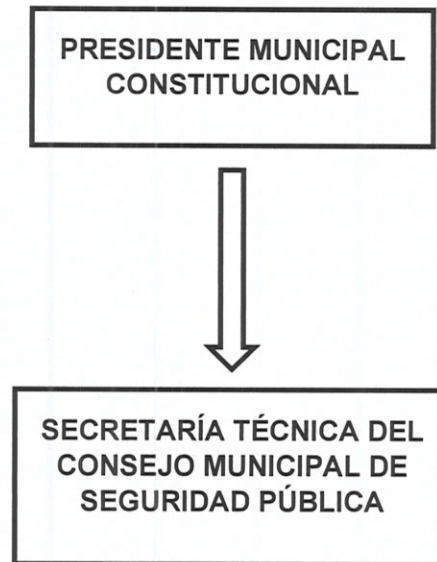 PRESIDENTE MUNICIPAL
CONSTITUCIONAL
SECRETARÍA TÉCNICA DEL
CONSEJO MUNICIPAL DE
SEGURIDAD PÚBLICA